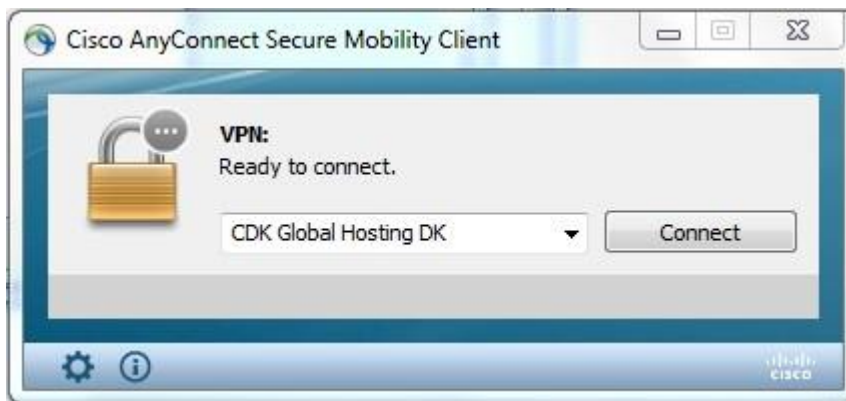 Cisco AnyConnect Secure Mobility Client
VPN:
Ready to connect.
CDK Global Hosting DK
Connect
CISCO